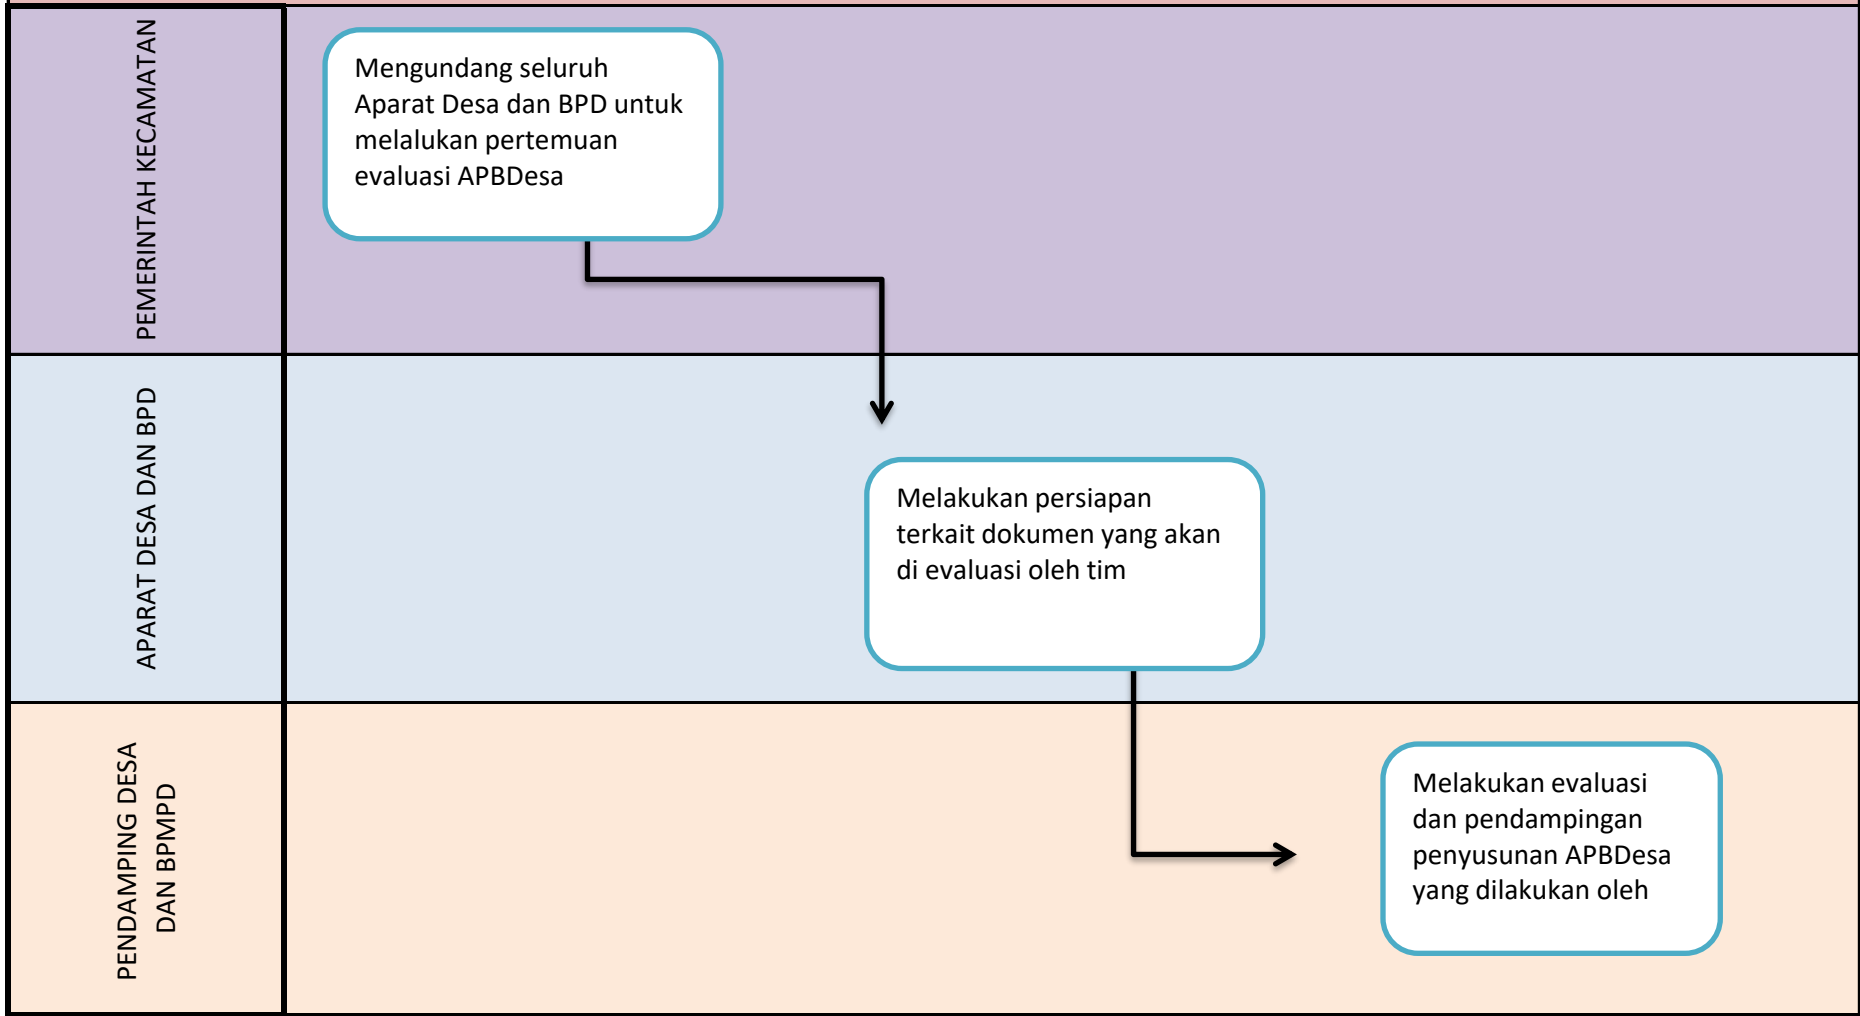 PEMERINTAH KECAMATAN
Mengundang seluruh
Aparat Desa dan BPD untuk
melalukan pertemuan
evaluasi APBDesa
APARAT DESA DAN BPD
Melakukan persiapan
terkait dokumen yang akan
di evaluasi oleh tim
PENDAMPING DESA
DAN BPMPD
Melakukan evaluasi
dan pendampingan
penyusunan APBDesa
yang dilakukan oleh